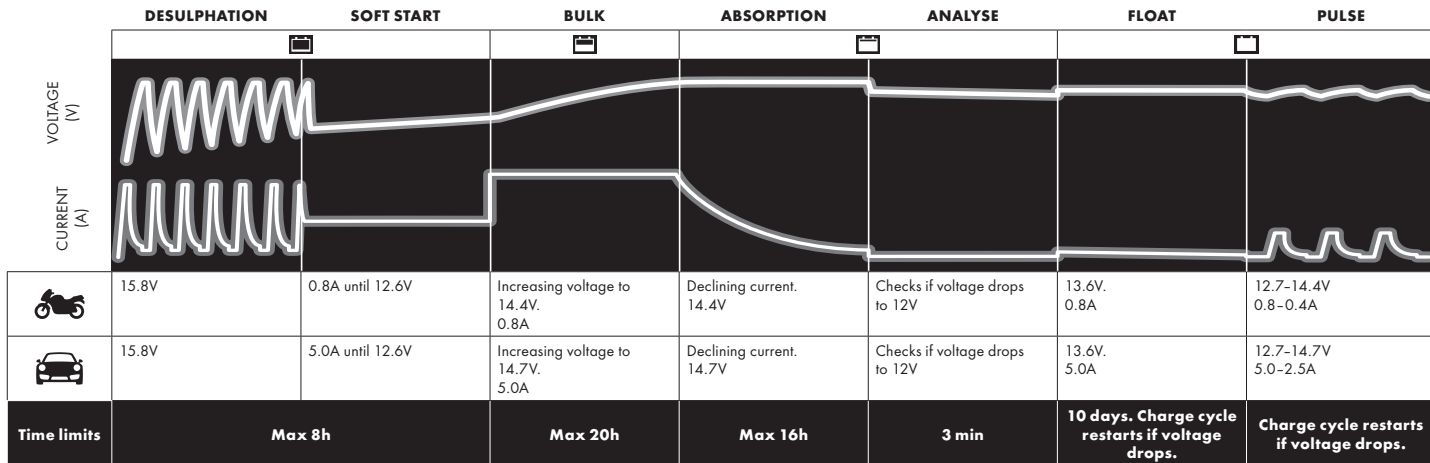 DESULPHATION SOFT START BULK ABSORPTION ANALYSE FLOAT PULSE
VOLTAGE
(V)
CURRENT
(A)
15.8V
0.8A until 12.6V
Increasing voltage to
14.4V.
0.8A
Declining current.
14.4V
Checks if voltage drops
to 12V
13.6V.
0.8A
12.7–14.4V
0.8–0.4A
15.8V
5.0A until 12.6V
Increasing voltage to
14.7V.
5.0A
Declining current.
14.7V
Checks if voltage drops
to 12V
13.6V.
5.0A
12.7–14.7V
5.0–2.5A
Time limits
Max 8h
Max 20h
Max 16h
3 min
10 days. Charge cycle
restarts if voltage
drops.
Charge cycle restarts
if voltage drops.